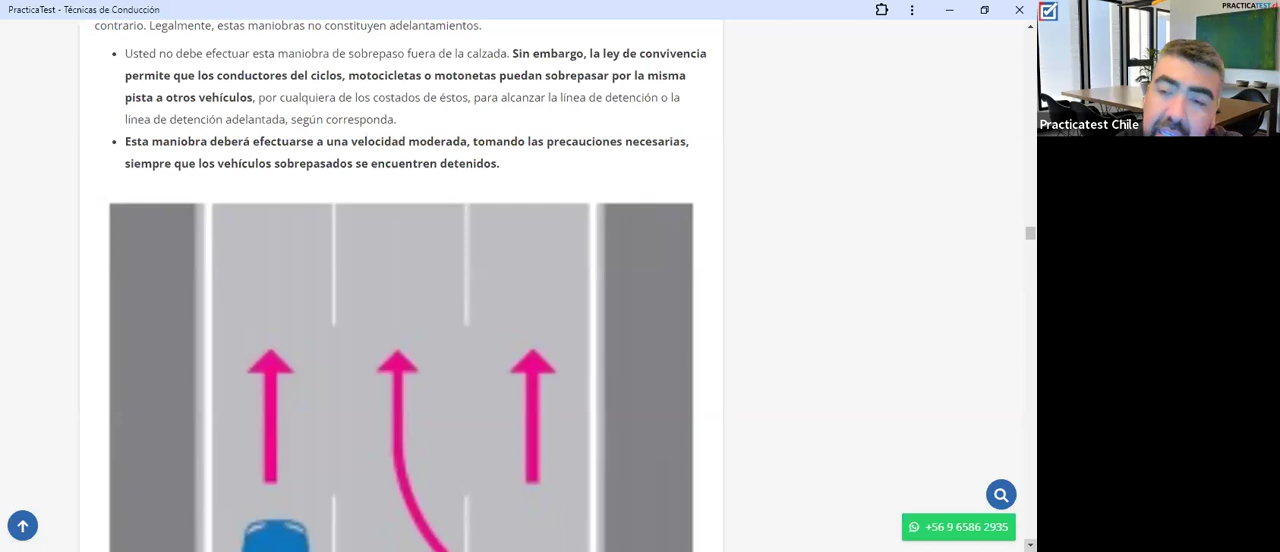 PracticaTest - Técnicas de Conducción
PRACTICATEST.cl
contrario. Legalmente, estas maniobras no constituyen adelantamientos.
Usted no debe efectuar esta maniobra de sobrepaso fuera de la calzada. Sin embargo, la ley de convivencia
permite que los conductores del ciclos, motocicletas o motonetas puedan sobrepasar por la misma
pista a otros vehículos, por cualquiera de los costados de éstos, para alcanzar la línea de detención o la
línea de detención adelantada, según corresponda.
Esta maniobra deberá efectuarse a una velocidad moderada, tomando las precauciones necesarias,
siempre que los vehículos sobrepasados se encuentren detenidos.
Practicatest Chile
+56 9 6586 2935